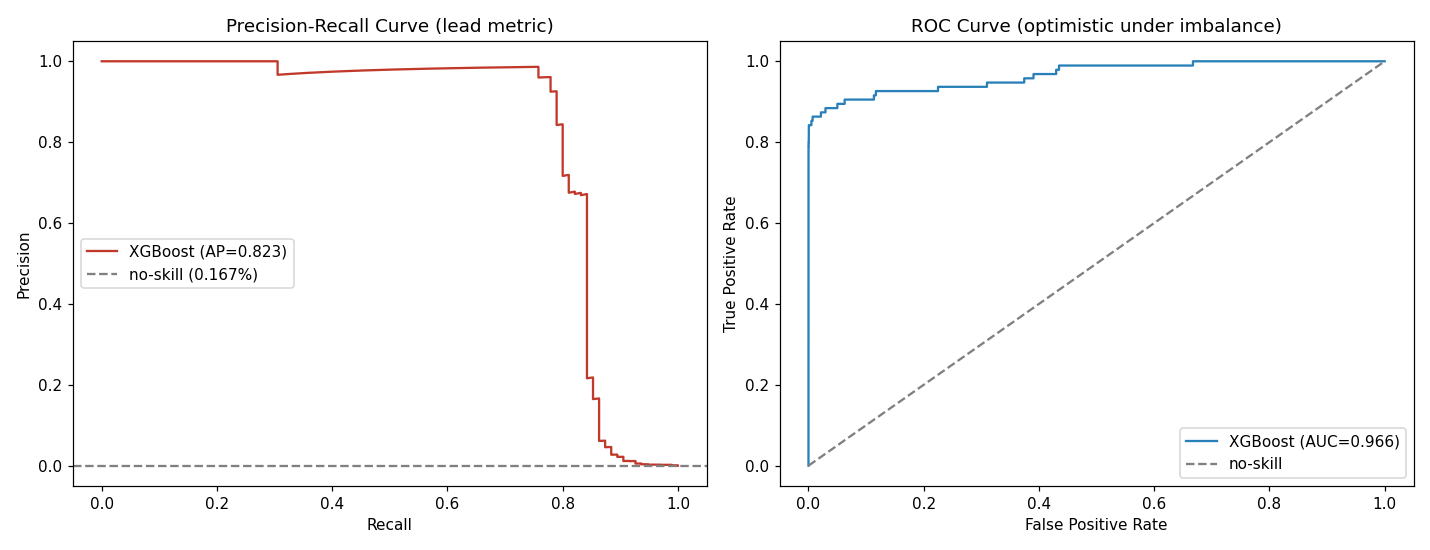 Precision-Recall Curve (lead metric)
1.0
0.8
0.6
0.4
0.2
0.0
Precision
XGBoost (AP=0.823)
no-skill (0.167%)
0.0 0.2 0.4 0.6 0.8 1.0
Recall
ROC Curve (optimistic under imbalance)
1.0
0.8
0.6
0.4
0.2
0.0
True Positive Rate
XGBoost (AUC=0.966)
no-skill
0.0 0.2 0.4 0.6 0.8 1.0
False Positive Rate